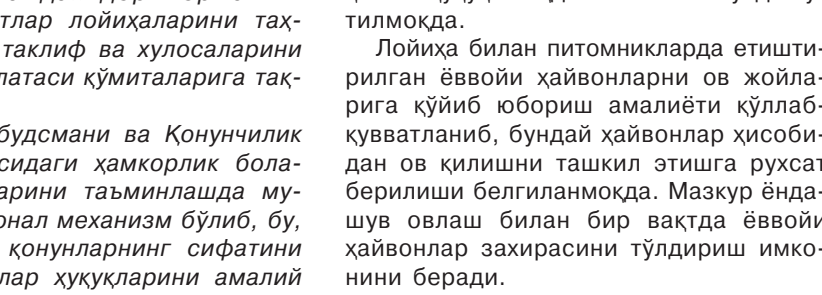 тлар лойиҳаларини таҳ-
таклиф ва хулосаларини
латаси қўмиталарига тақ-
будсмани ва Қонунчилик
сидаги ҳамкорлик бола-
арини таъминлашда му-
онал механизм бўлиб, бу,
қонунларнинг сифатини
лар ҳуқуқларини амалий
тилмоқда.
Лойиҳа билан питомникларда етишти-
рилган ёввойи ҳайвонларни ов жойла-
рига қўйиб юбориш амалиёти қўллаб-
қувватланиб, бундай ҳайвонлар ҳисоби-
дан ов қилишни ташкил этишга рухсат
берилиши белгиланмоқда. Мазкур ёнда-
шув овлаш билан бир вақтда ёввойи
ҳайвонлар захирасини тўлдириш имко-
нини беради.